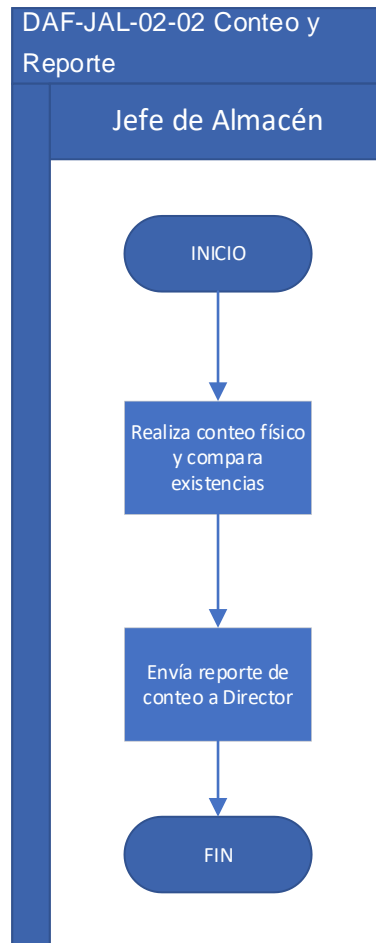 DAF-JAL-02-02 Conteo y
Reporte
Jefe de Almacén
INICIO
Realiza conteo físico
y compara
existencias
Envía reporte de
conteo a Director
FIN